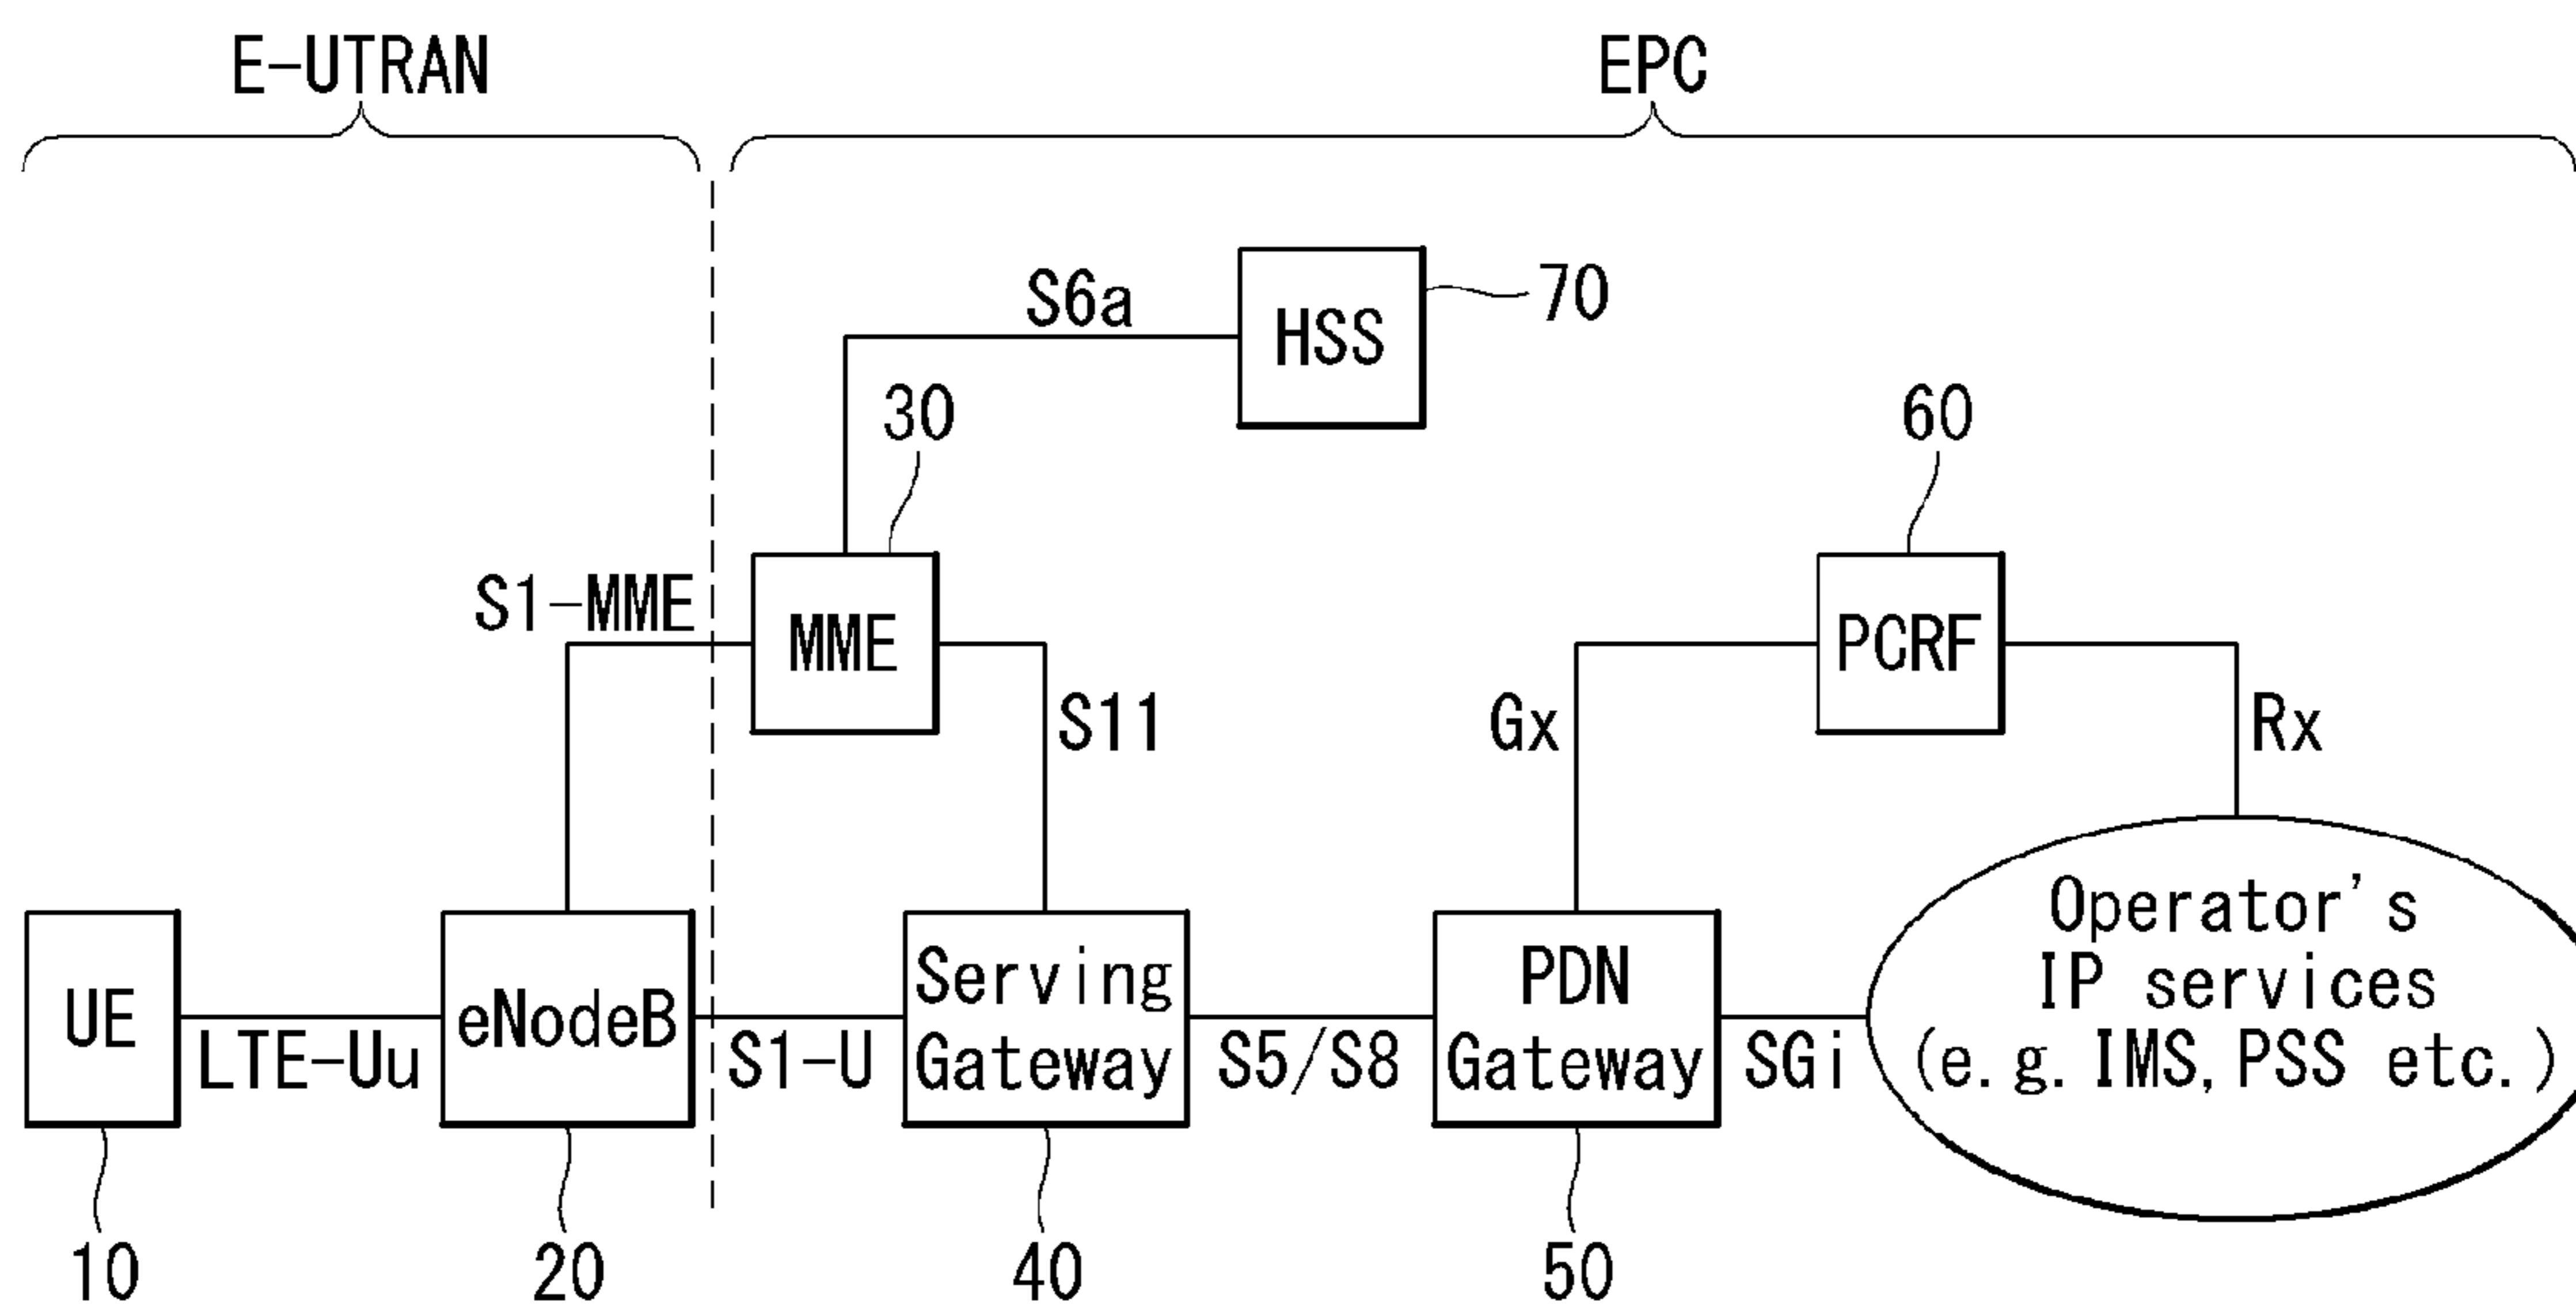 E-UTRAN
EPC
S6a
HSS
70
30
60
S1-MME
MME
PCRF
S11
Gx
Rx
UE
LTE-Uu
eNodeB
S1-U
Serving
Gateway
S5/S8
PDN
Gateway
SGi
Operator's
IP services
(e.g. IMS, PSS etc.)
10
20
40
50